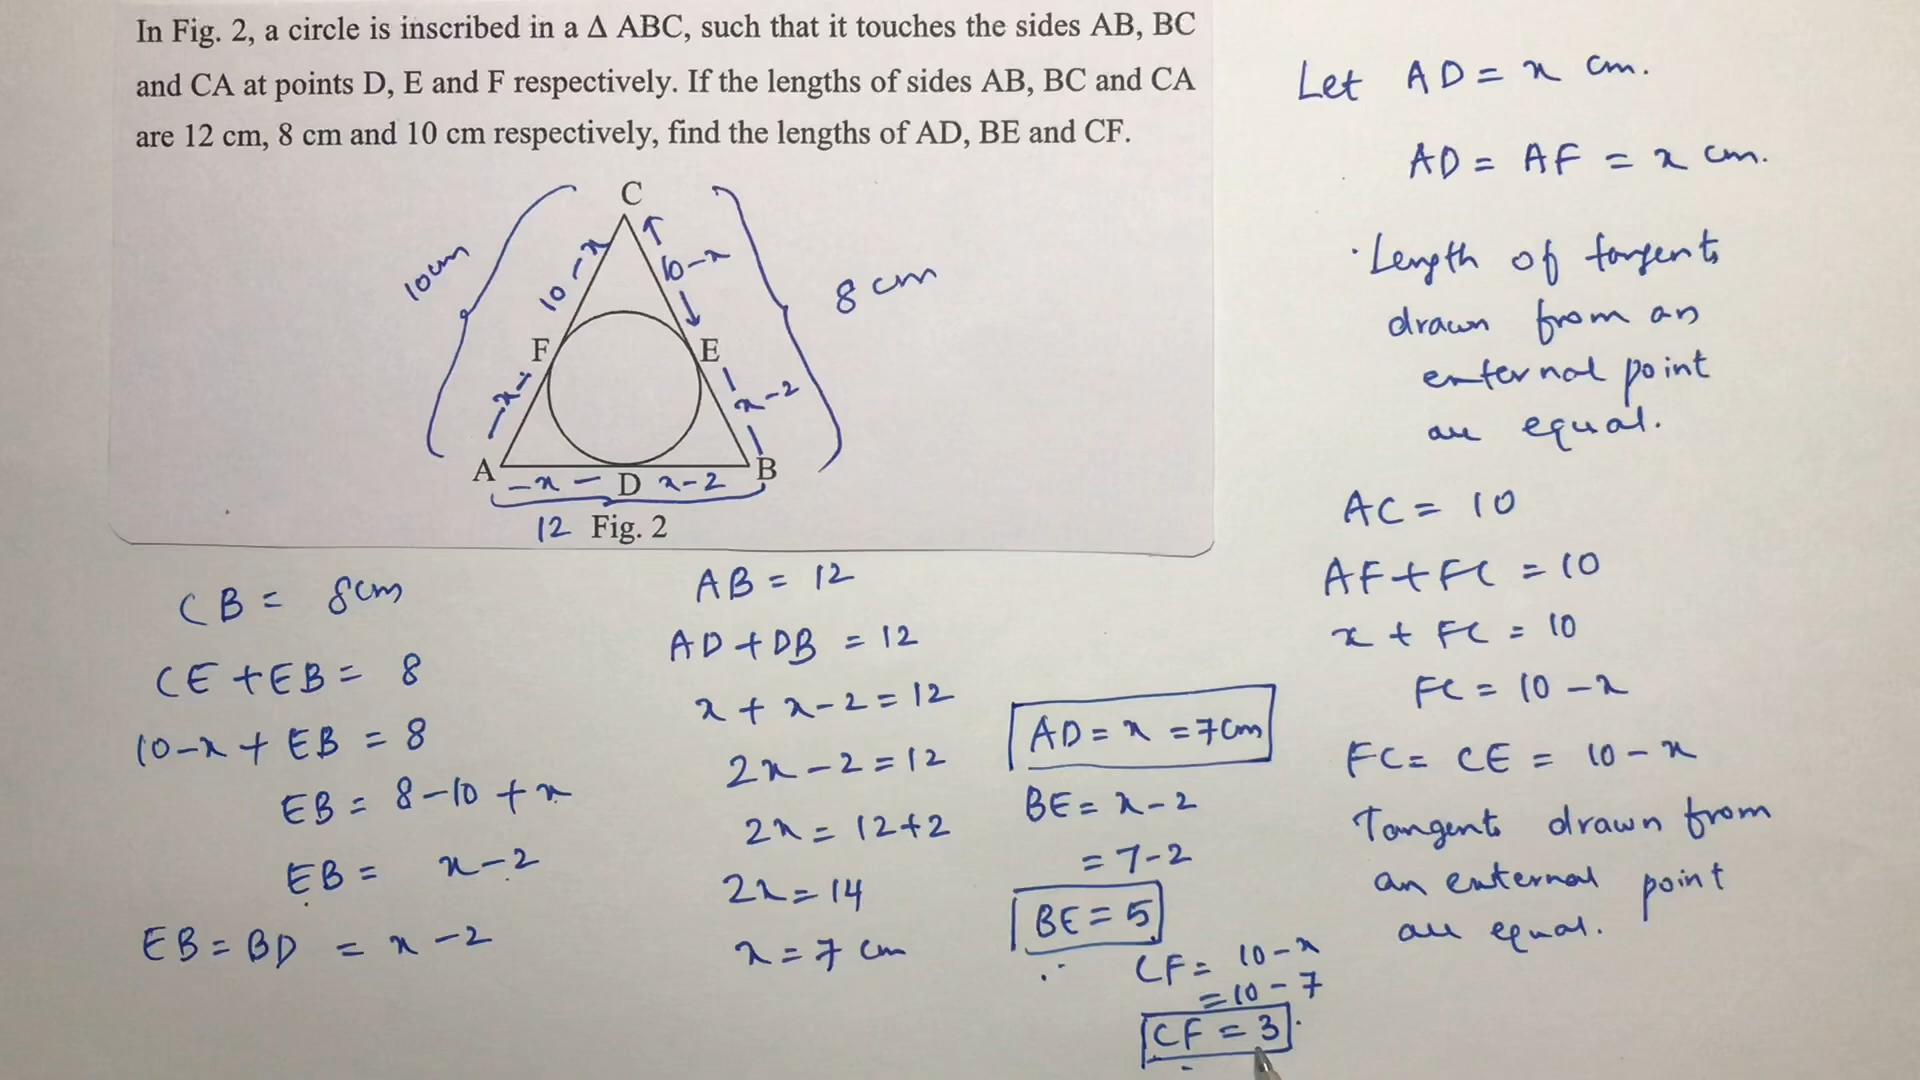 In Fig. 2, a circle is inscribed in a Δ ABC, such that it touches the sides AB, BC
and CA at points D, E and F respectively. If the lengths of sides AB, BC and CA
are 12 cm, 8 cm and 10 cm respectively, find the lengths of AD, BE and CF.
C
10cm
10-x
10-x
8 cm
F
E
x
x-2
A
x
D
x-2
B
12
Fig. 2
CB = 8cm
CE + EB = 8
10-x + EB = 8
EB = 8-10 + x
EB = x-2
EB = BD = x-2
AB = 12
AD + DB = 12
x + x-2 = 12
2x - 2 = 12
2x = 12+2
2x = 14
x = 7 cm
AD = x = 7cm
BE = x-2
= 7-2
BE = 5
∴ CF = 10-x
= 10-7
CF = 3
Let AD = x cm.
AD = AF = x cm.
Length of tangents
drawn from an
external point
are equal.
AC = 10
AF + FC = 10
x + FC = 10
FC = 10-x
FC = CE = 10-x
Tangents drawn from
an external point
are equal.